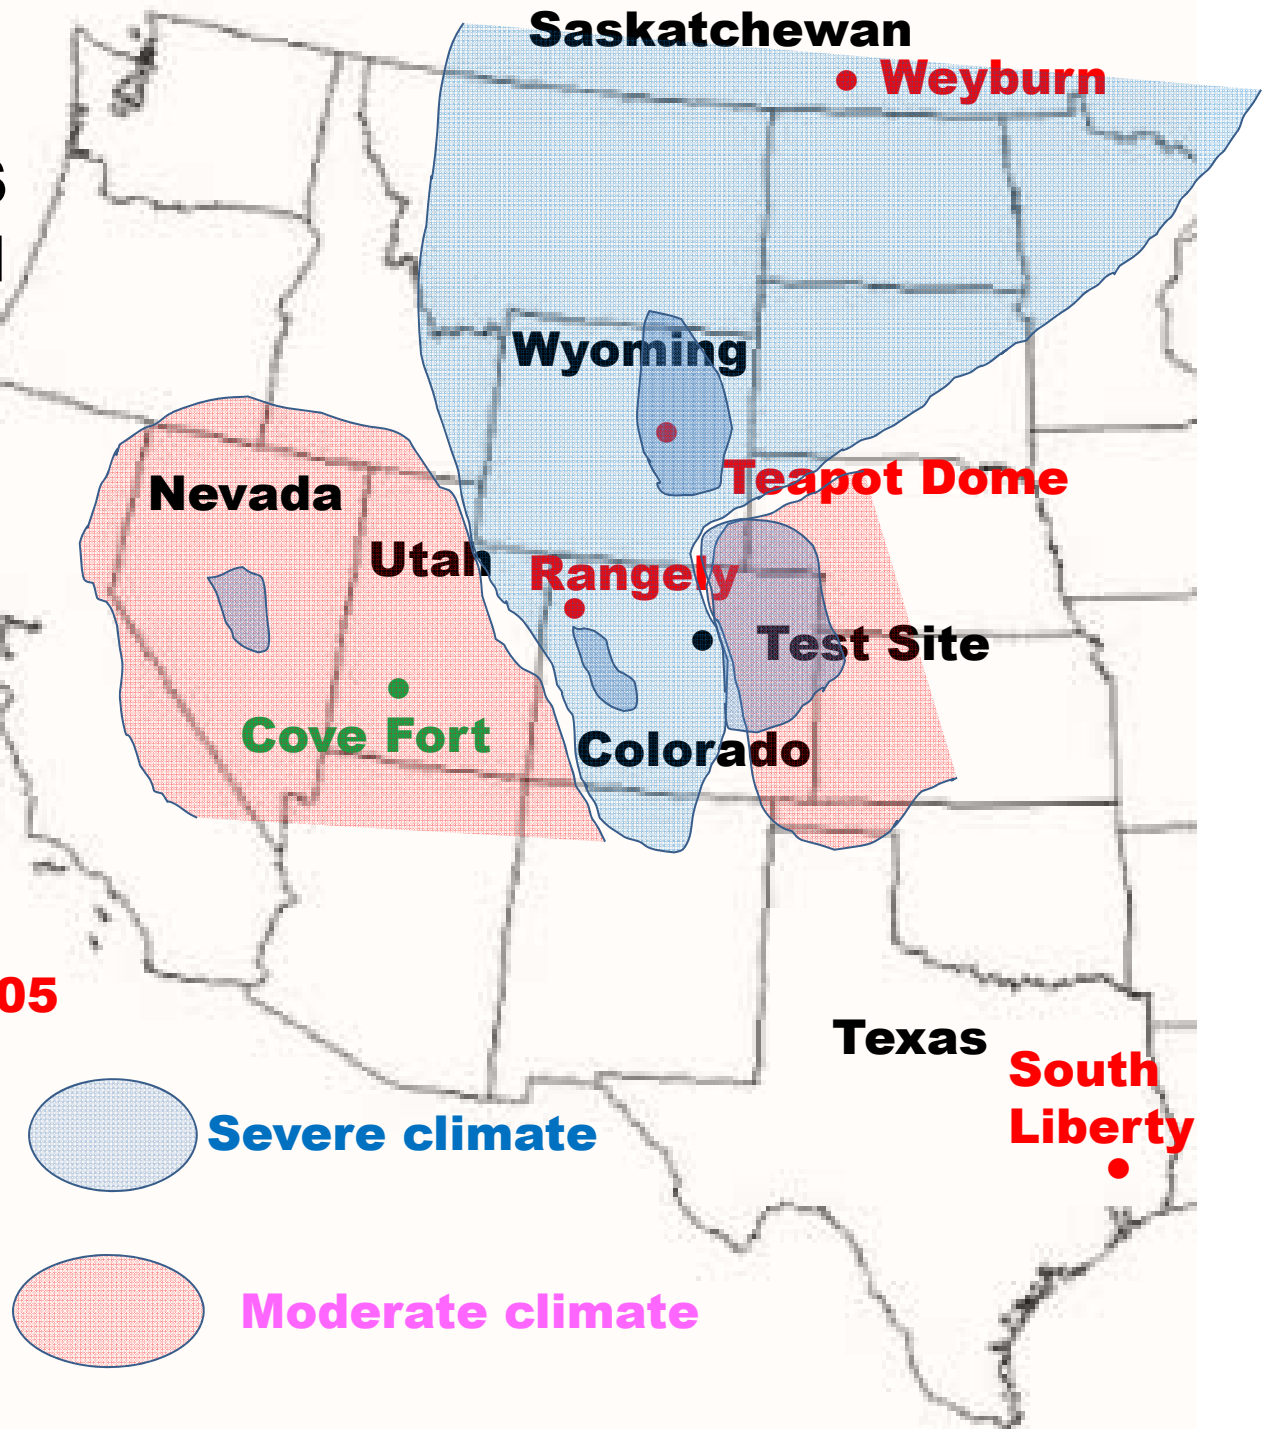 Saskatchewan
Weyburn
Wyoming
Teapot Dome
Nevada
Utah
Rangely
Test Site
Cove Fort
Colorado
05
Texas
South
Liberty
Severe climate
Moderate climate